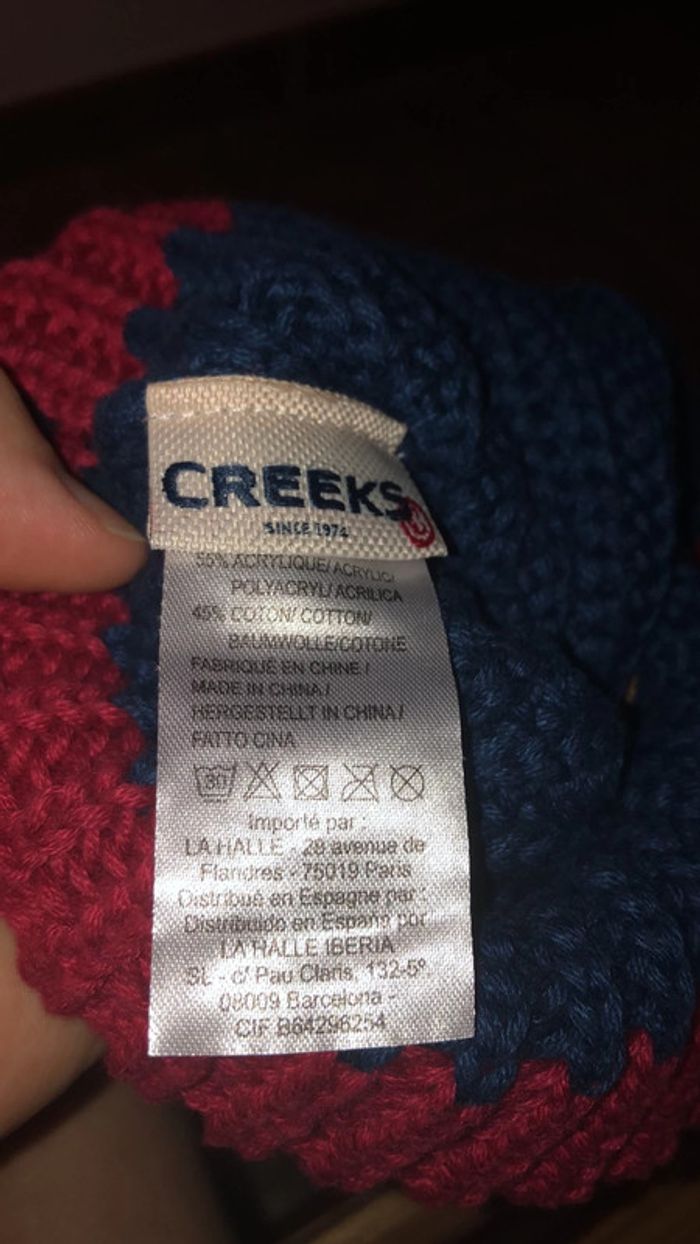 CREEKS
SINCE 1974
55% ACRYLIQUE/ACRYLIC/
POLYACRYL/ACRILICA
45% COTON/ COTTON/
BAUMWOLLE/COTONE
FABRIQUÉ EN CHINE /
MADE IN CHINA /
HERGESTELLT IN CHINA /
FATTO CINA
30
Importé par :
LA HALLE - 28 avenue de
Flandres - 75019 Paris
Distribué en Espagne par :
Distribuido en España por
LA HALLE IBERIA
SL - c/ Pau Claris, 132-5º
08009 Barcelona -
CIF B64296254